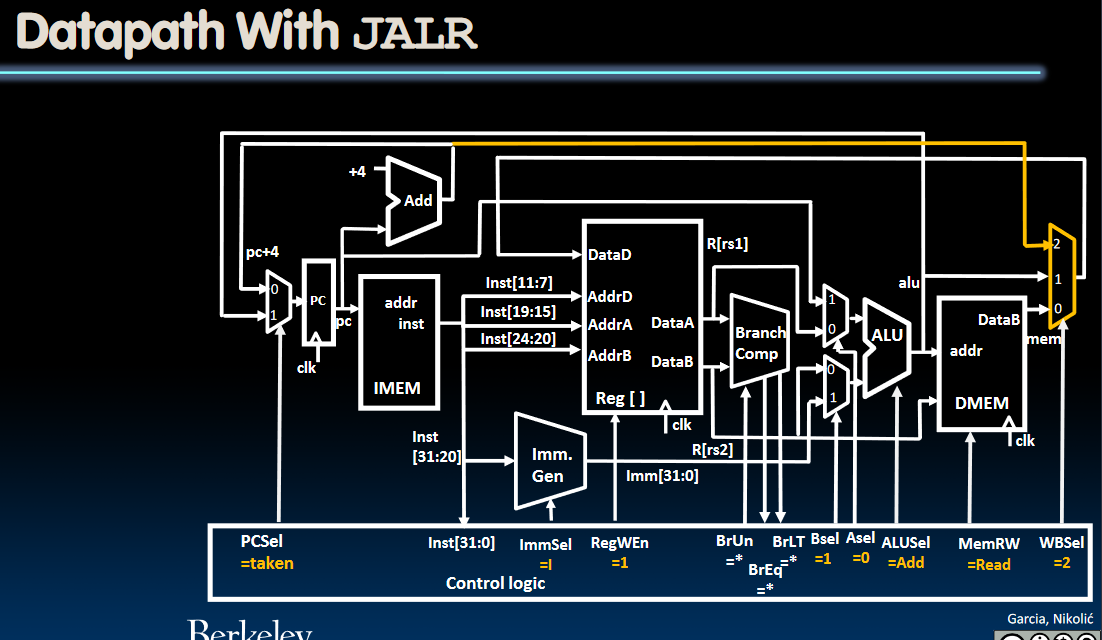 Datapath With JALR
+4
Add
pc+4
0
1
PC
pc
clk
addr
inst
IMEM
Inst[11:7]
Inst[19:15]
Inst[24:20]
Inst
[31:20]
DataD
AddrD
AddrA
AddrB
DataA
DataB
Reg [ ]
clk
R[rs1]
R[rs2]
Imm.
Gen
Imm[31:0]
Branch
Comp
1
0
0
1
ALU
alu
addr
DataB
DMEM
clk
mem
2
1
0
PCSel
=taken
Inst[31:0]
ImmSel
=I
RegWEn
=1
BrUn
=*
BrEq
=*
BrLT
=*
Bsel
=1
Asel
=0
ALUSel
=Add
MemRW
=Read
WBSel
=2
Control logic
Berkeley
Garcia, Nikolić